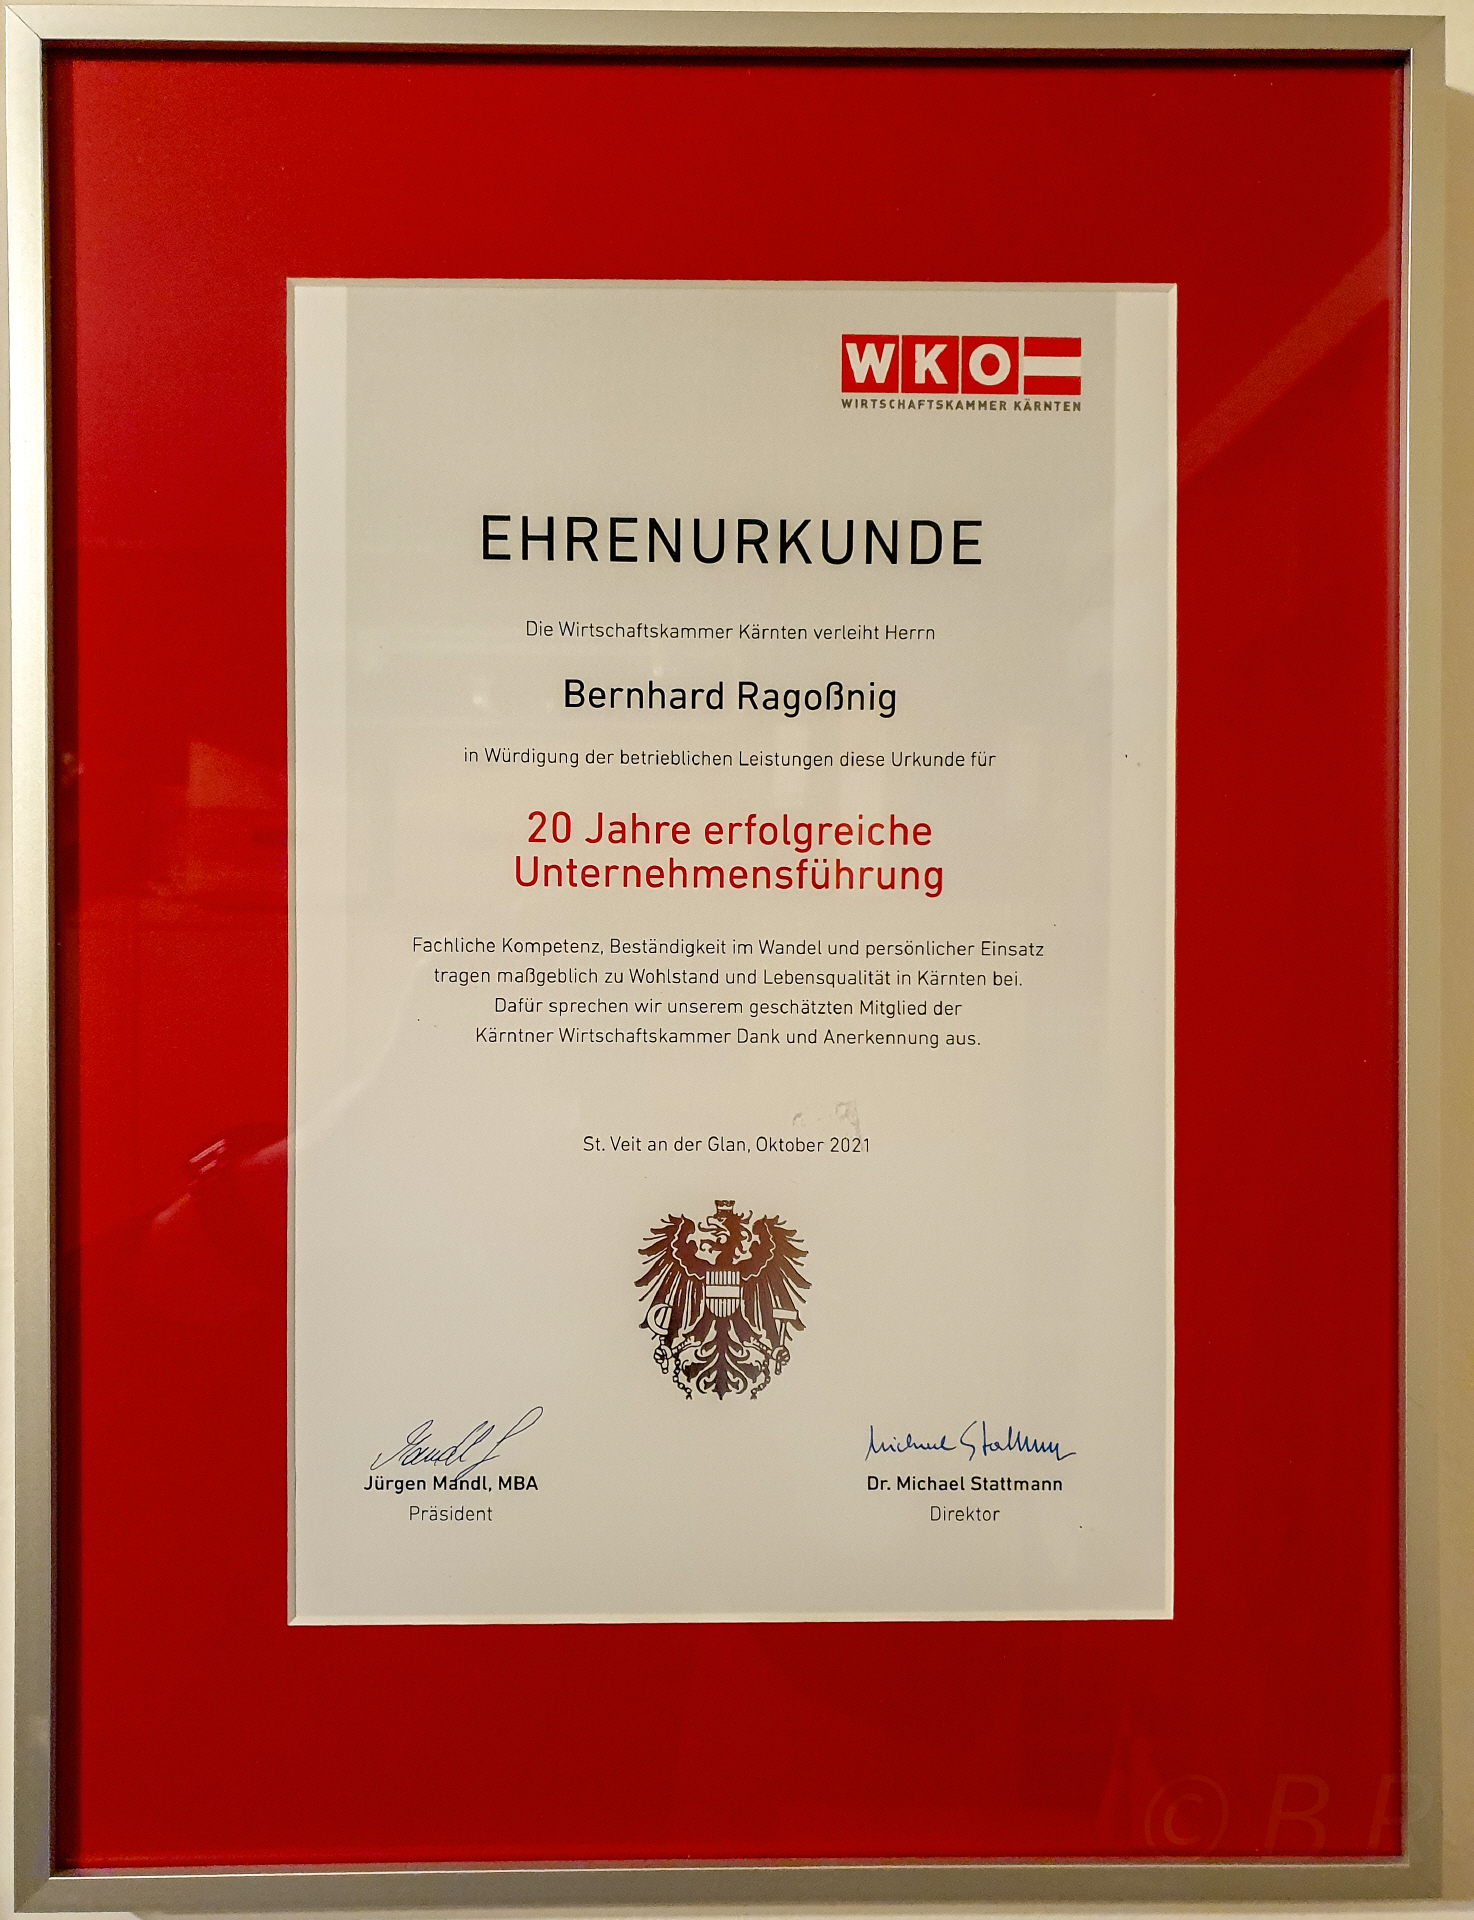 WKO
WIRTSCHAFTSKAMMER KÄRNTEN
EHRENURKUNDE
Die Wirtschaftskammer Kärnten verleiht Herrn
Bernhard Ragoßnig
in Würdigung der betrieblichen Leistungen diese Urkunde für
20 Jahre erfolgreiche
Unternehmensführung
Fachliche Kompetenz, Beständigkeit im Wandel und persönlicher Einsatz
tragen maßgeblich zu Wohlstand und Lebensqualität in Kärnten bei.
Dafür sprechen wir unserem geschätzten Mitglied der
Kärntner Wirtschaftskammer Dank und Anerkennung aus.
St. Veit an der Glan, Oktober 2021
Mandl J
Michael Stattmann
Jürgen Mandl, MBA
Dr. Michael Stattmann
Präsident
Direktor
© B